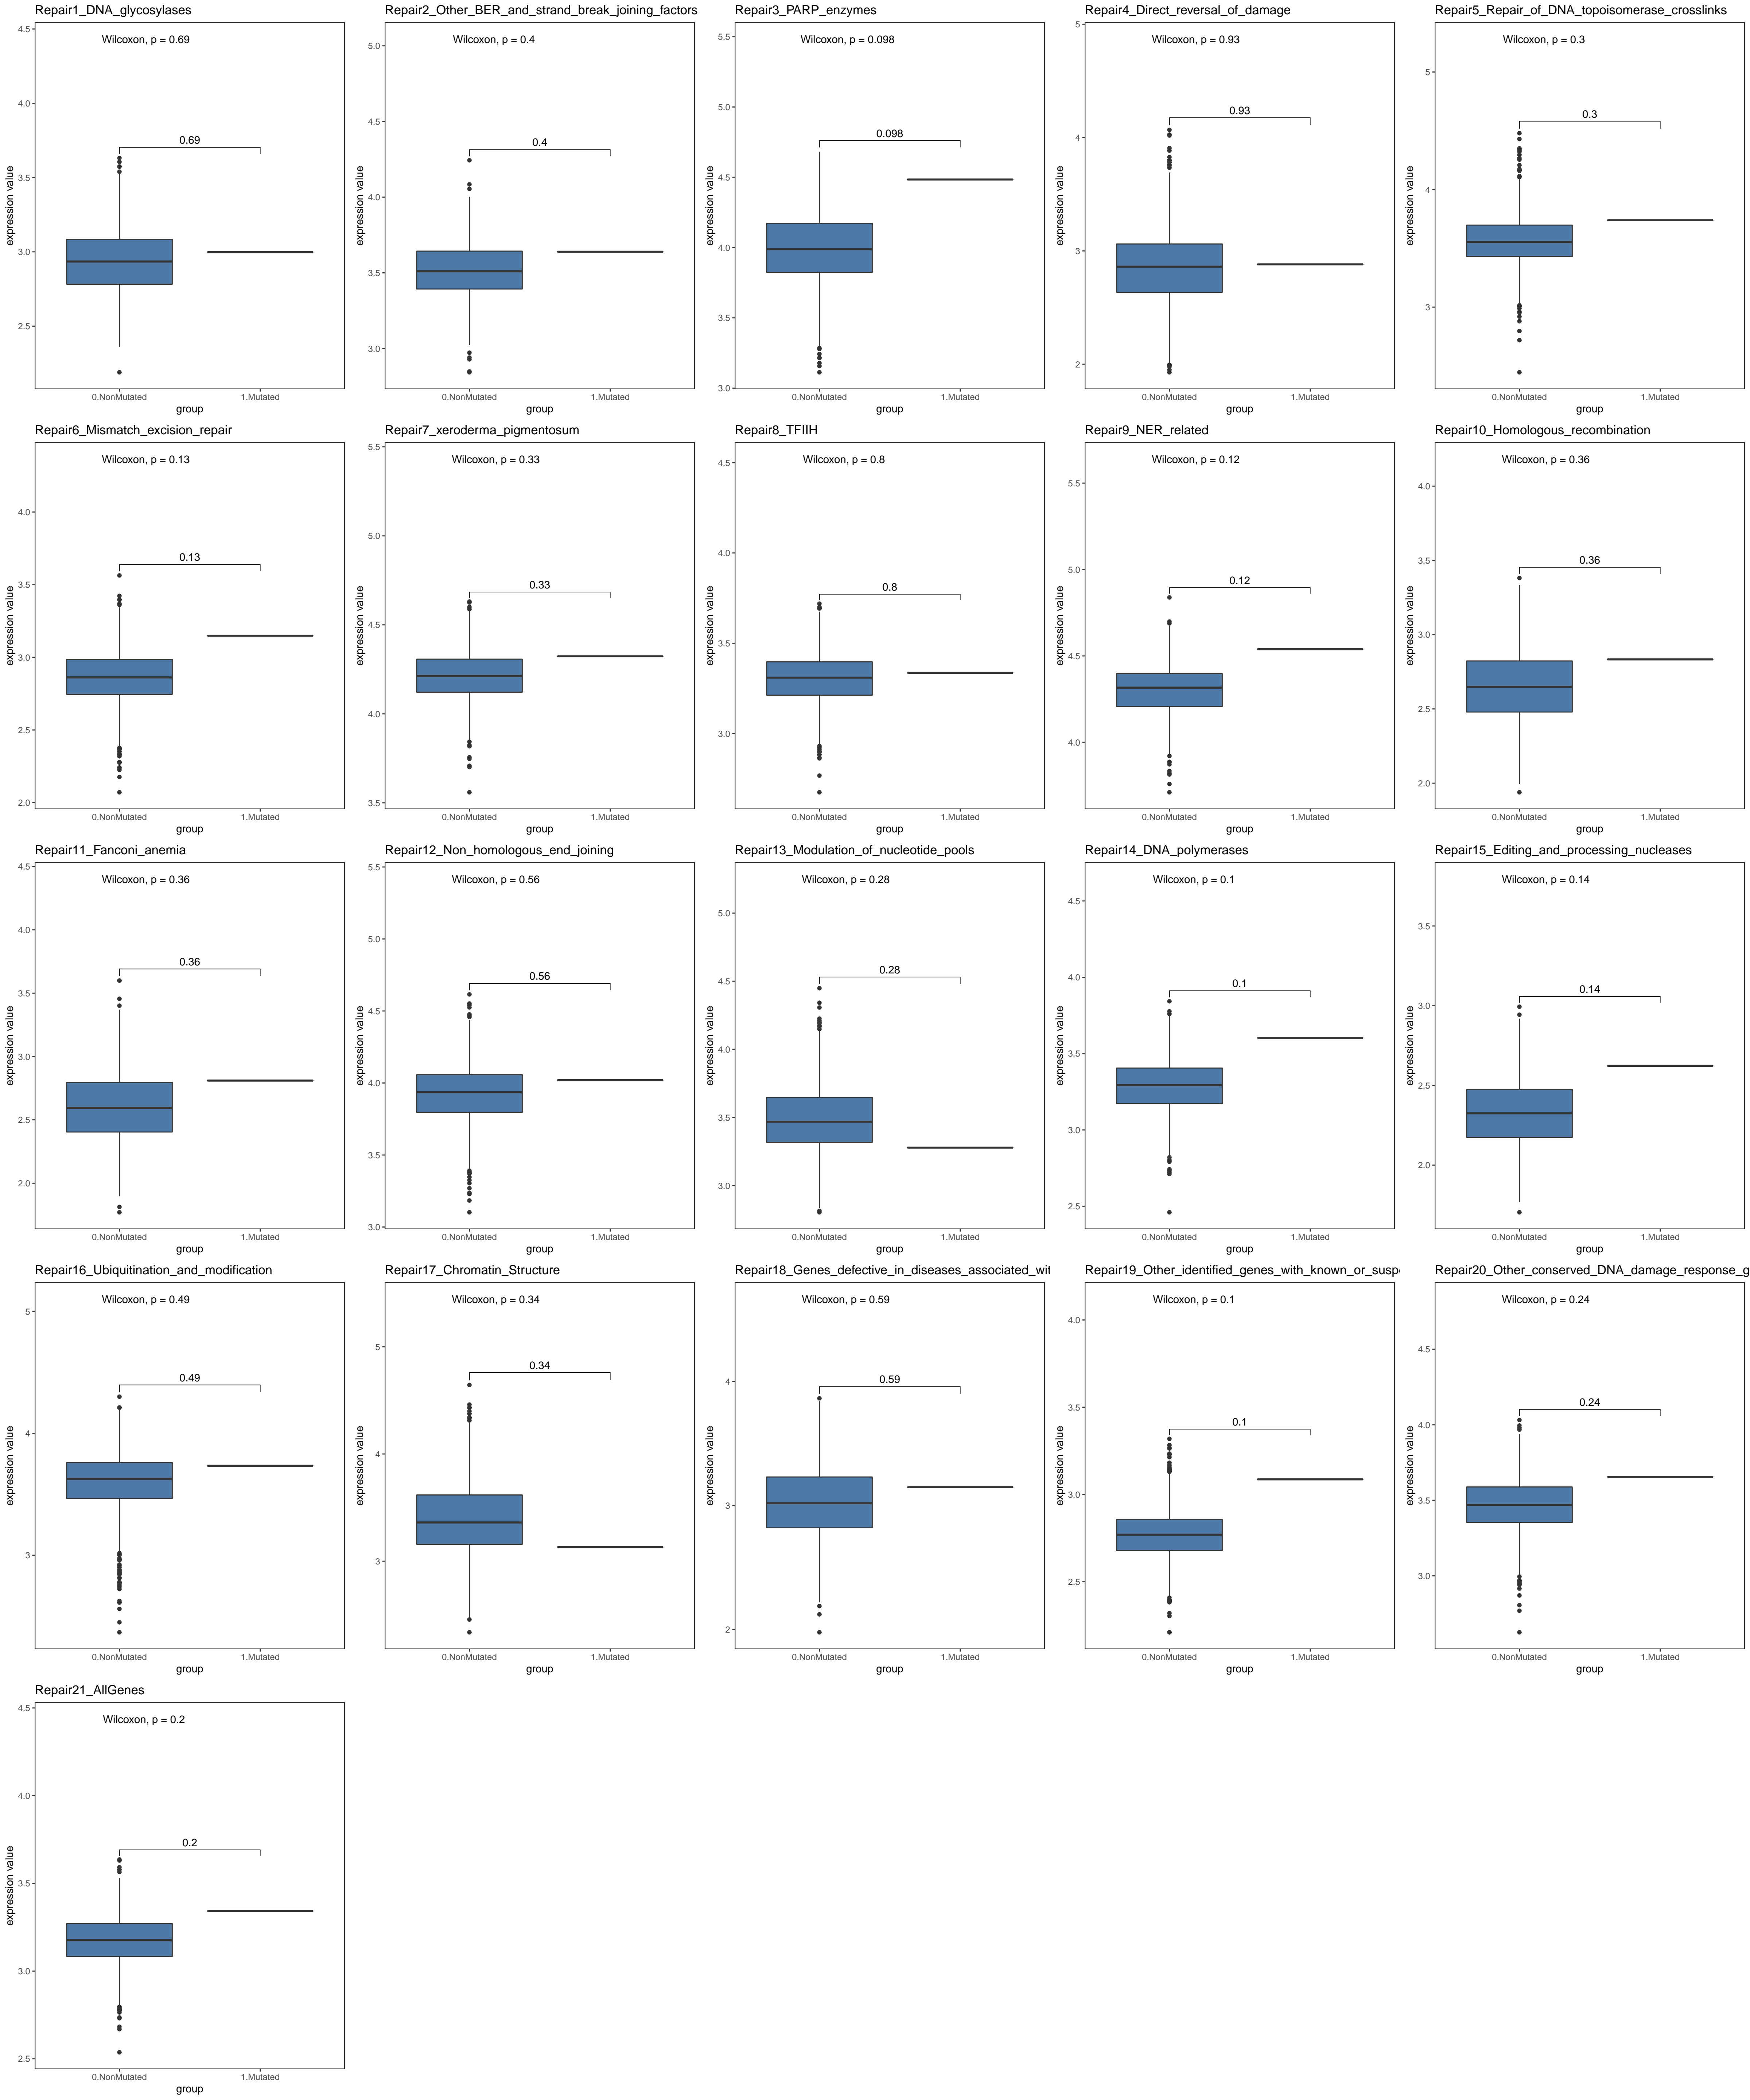 Repair1_DNA_glycosylases
Wilcoxon, p = 0.69
0.69
4.5
4.0
3.5
3.0
2.5
expression value
0.NonMutated
1.Mutated
group
Repair2_Other_BER_and_strand_break_joining_factors
Wilcoxon, p = 0.4
0.4
5.0
4.5
4.0
3.5
3.0
expression value
0.NonMutated
1.Mutated
group
Repair3_PARP_enzymes
Wilcoxon, p = 0.098
0.098
5.5
5.0
4.5
4.0
3.5
3.0
expression value
0.NonMutated
1.Mutated
group
Repair4_Direct_reversal_of_damage
Wilcoxon, p = 0.93
0.93
5
4
3
2
expression value
0.NonMutated
1.Mutated
group
Repair5_Repair_of_DNA_topoisomerase_crosslinks
Wilcoxon, p = 0.3
0.3
5
4
3
expression value
0.NonMutated
1.Mutated
group
Repair6_Mismatch_excision_repair
Wilcoxon, p = 0.13
0.13
4.0
3.5
3.0
2.5
2.0
expression value
0.NonMutated
1.Mutated
group
Repair7_xeroderma_pigmentosum
Wilcoxon, p = 0.33
0.33
5.5
5.0
4.5
4.0
3.5
expression value
0.NonMutated
1.Mutated
group
Repair8_TFIIH
Wilcoxon, p = 0.8
0.8
4.5
4.0
3.5
3.0
expression value
0.NonMutated
1.Mutated
group
Repair9_NER_related
Wilcoxon, p = 0.12
0.12
5.5
5.0
4.5
4.0
expression value
0.NonMutated
1.Mutated
group
Repair10_Homologous_recombination
Wilcoxon, p = 0.36
0.36
4.0
3.5
3.0
2.5
2.0
expression value
0.NonMutated
1.Mutated
group
Repair11_Fanconi_anemia
Wilcoxon, p = 0.36
0.36
4.5
4.0
3.5
3.0
2.5
2.0
expression value
0.NonMutated
1.Mutated
group
Repair12_Non_homologous_end_joining
Wilcoxon, p = 0.56
0.56
5.5
5.0
4.5
4.0
3.5
3.0
expression value
0.NonMutated
1.Mutated
group
Repair13_Modulation_of_nucleotide_pools
Wilcoxon, p = 0.28
0.28
5.0
4.5
4.0
3.5
3.0
expression value
0.NonMutated
1.Mutated
group
Repair14_DNA_polymerases
Wilcoxon, p = 0.1
0.1
4.5
4.0
3.5
3.0
2.5
expression value
0.NonMutated
1.Mutated
group
Repair15_Editing_and_processing_nucleases
Wilcoxon, p = 0.14
0.14
3.5
3.0
2.5
2.0
expression value
0.NonMutated
1.Mutated
group
Repair16_Ubiquitination_and_modification
Wilcoxon, p = 0.49
0.49
5
4
3
expression value
0.NonMutated
1.Mutated
group
Repair17_Chromatin_Structure
Wilcoxon, p = 0.34
0.34
5
4
3
expression value
0.NonMutated
1.Mutated
group
Repair18_Genes_defective_in_diseases_associated_wit
Wilcoxon, p = 0.59
0.59
4
3
2
expression value
0.NonMutated
1.Mutated
group
Repair19_Other_identified_genes_with_known_or_susp
Wilcoxon, p = 0.1
0.1
4.0
3.5
3.0
2.5
expression value
0.NonMutated
1.Mutated
group
Repair20_Other_conserved_DNA_damage_response_g
Wilcoxon, p = 0.24
0.24
4.5
4.0
3.5
3.0
expression value
0.NonMutated
1.Mutated
group
Repair21_AllGenes
Wilcoxon, p = 0.2
0.2
4.5
4.0
3.5
3.0
2.5
expression value
0.NonMutated
1.Mutated
group